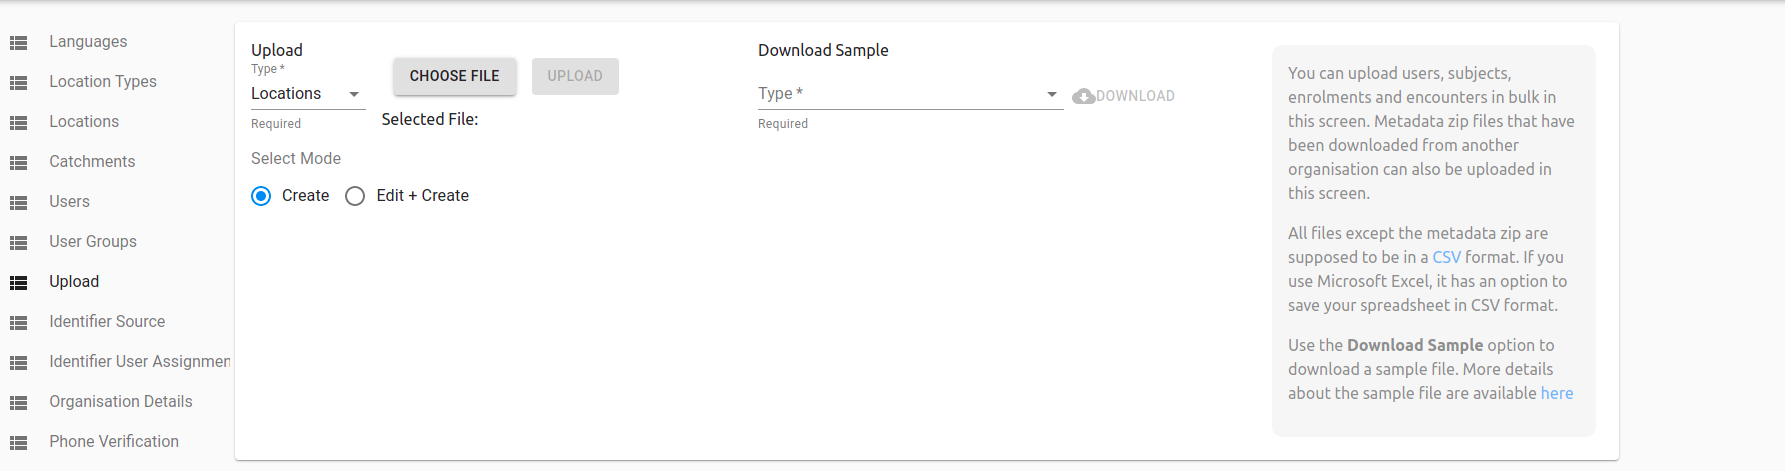 Languages
Location Types
Locations
Catchments
Users
User Groups
Upload
Identifier Source
Identifier User Assignmen
Organisation Details
Phone Verification
Upload
Type *
Locations
Required
CHOOSE FILE
UPLOAD
Selected File:
Select Mode
Create
Edit + Create
Download Sample
Type *
Required
DOWNLOAD
You can upload users, subjects,
enrolments and encounters in bulk in
this screen. Metadata zip files that have
been downloaded from another
organisation can also be uploaded in
this screen.
All files except the metadata zip are
supposed to be in a CSV format. If you
use Microsoft Excel, it has an option to
save your spreadsheet in CSV format.
Use the Download Sample option to
download a sample file. More details
about the sample file are available here